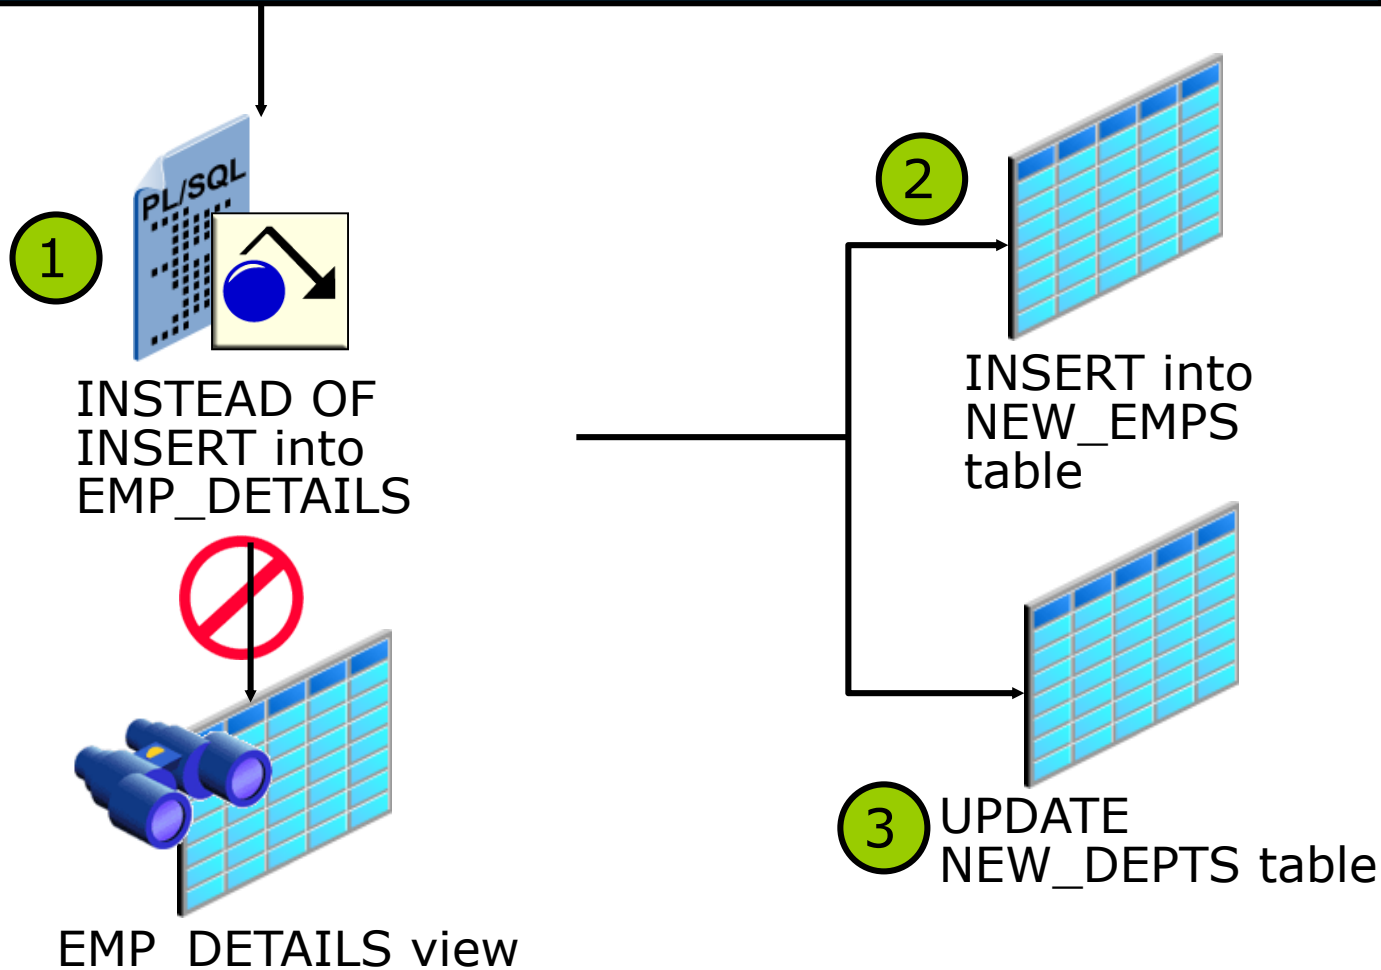 PL/SQL
1
INSTEAD OF
INSERT into
EMP_DETAILS
EMP_DETAILS view
2
INSERT into
NEW_EMPS
table
3
UPDATE
NEW_DEPTS table